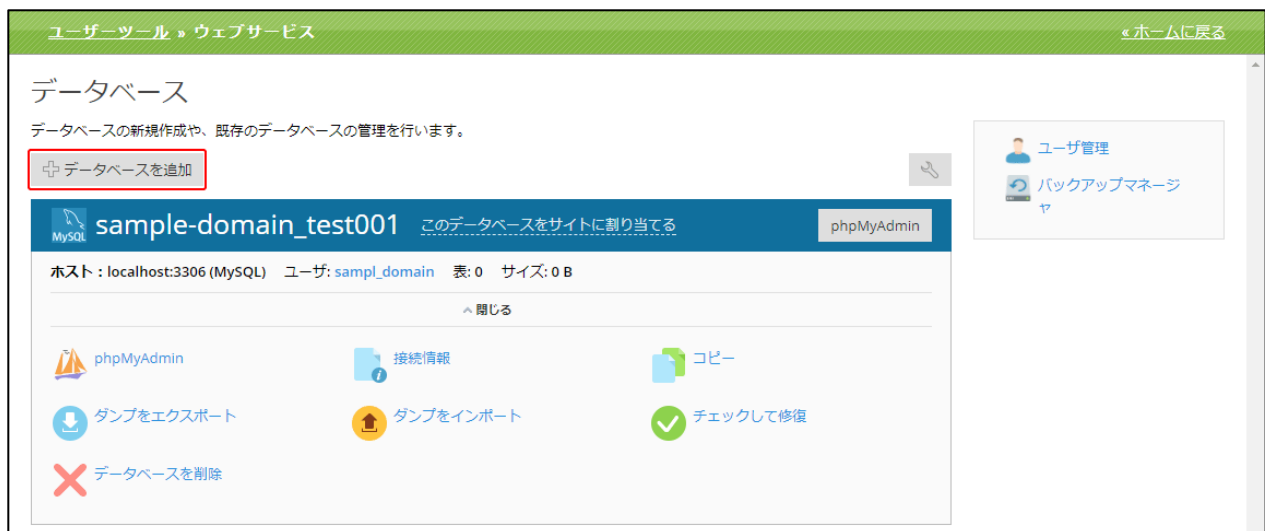 ユーザーツール » ウェブサービス
«ホームに戻る
データベース
データベースの新規作成や、既存のデータベースの管理を行います。
データベースを追加
MySQL sample-domain_test001 このデータベースをサイトに割り当てる phpMyAdmin
ホスト : localhost:3306 (MySQL) ユーザ: sampl_domain 表: 0 サイズ: 0 B
閉じる
phpMyAdmin 接続情報 コピー
ダンプをエクスポート ダンプをインポート チェックして修復
データベースを削除
ユーザ管理
バックアップマネージ
ャ